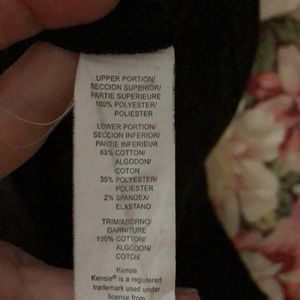 UPPER PORTION/
SECCION SUPERIOR/
PARTIE SUPERIEURE
100% POLYESTER/
POLIESTER
LOWER PORTION/
SECCION INFERIOR/
PARTIE INFERIEUR
63% COTTON/
ALGODON/
COTON
35% POLYESTER/
POLIESTER
2% SPANDEX/
ELASTANO
TRIM/ADORNO/
GARNITURE
100% COTTON/
ALGODON/
COTON
Kensie
Kensie® is a registered
trademark used under
license from